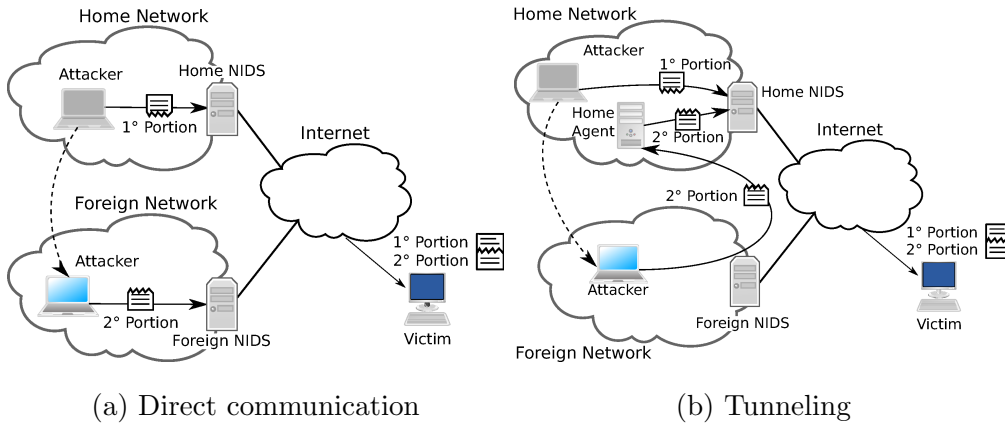 Home Network
Attacker
Home NIDS
1° Portion
Internet
Foreign Network
Attacker
2° Portion
Foreign NIDS
1° Portion
2° Portion
Victim
(a) Direct communication
Home Network
Attacker
1° Portion
Home NIDS
Home
Agent
2° Portion
Internet
2° Portion
Attacker
Foreign NIDS
Foreign Network
1° Portion
2° Portion
Victim
(b) Tunneling